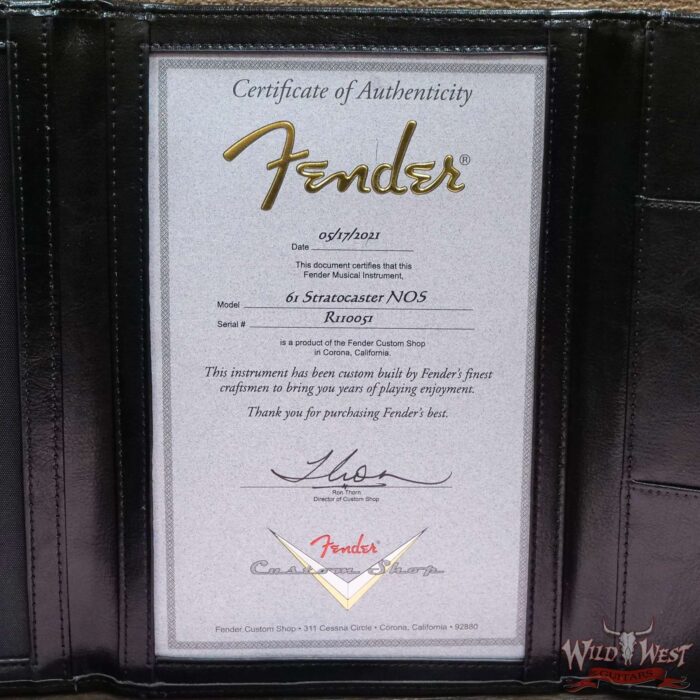 Certificate of Authenticity
Fender®
05/17/2021
Date
This document certifies that this
Fender Musical Instrument,
Model 61 Stratocaster NOS
Serial # R110051
is a product of the Fender Custom Shop
in Corona, California.
This instrument has been custom built by Fender's finest
craftsmen to bring you years of playing enjoyment.
Thank you for purchasing Fender's best.
Thorn
Ron Thorn
Director of Custom Shop
Fender®
Custom Shop
Fender Custom Shop • 311 Cessna Circle • Corona, California • 92880
WILD WEST
GUITARS